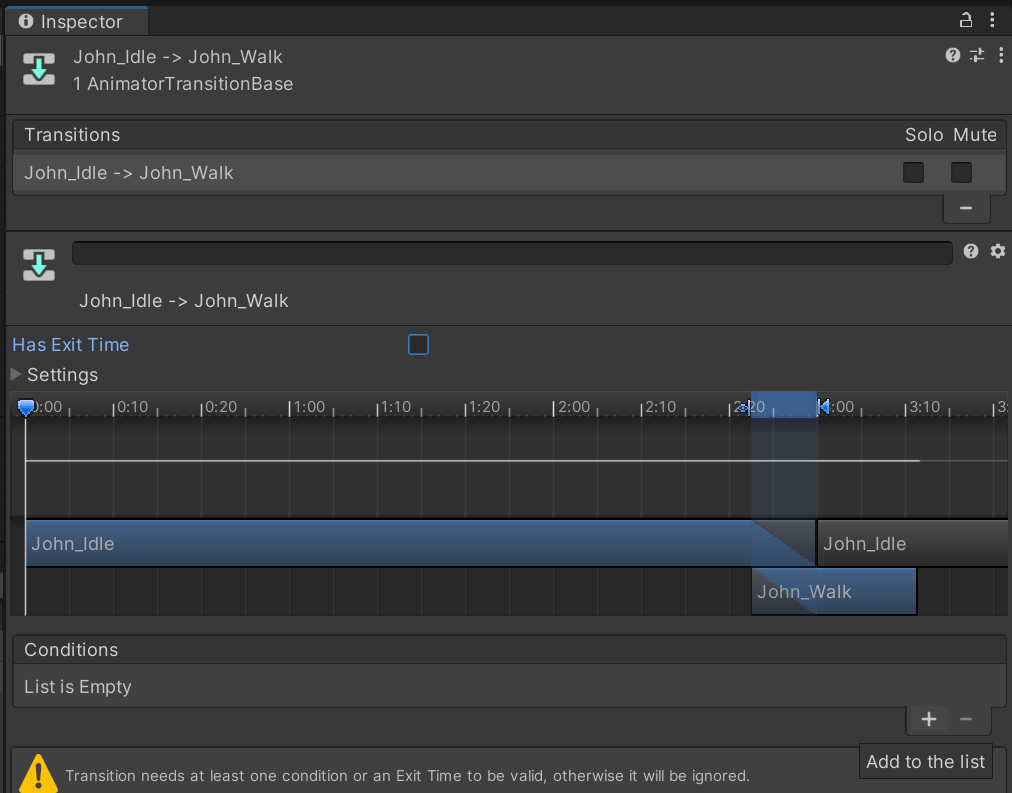 Inspector
John_Idle -> John_Walk
1 AnimatorTransitionBase
Transitions Solo Mute
John_Idle -> John_Walk
John_Idle -> John_Walk
Has Exit Time
Settings
0:00 0:10 0:20 1:00 1:10 1:20 2:00 2:10 2:20 :00 3:10 3:
John_Idle John_Idle
John_Walk
Conditions
List is Empty
Transition needs at least one condition or an Exit Time to be valid, otherwise it will be ignored.
Add to the list